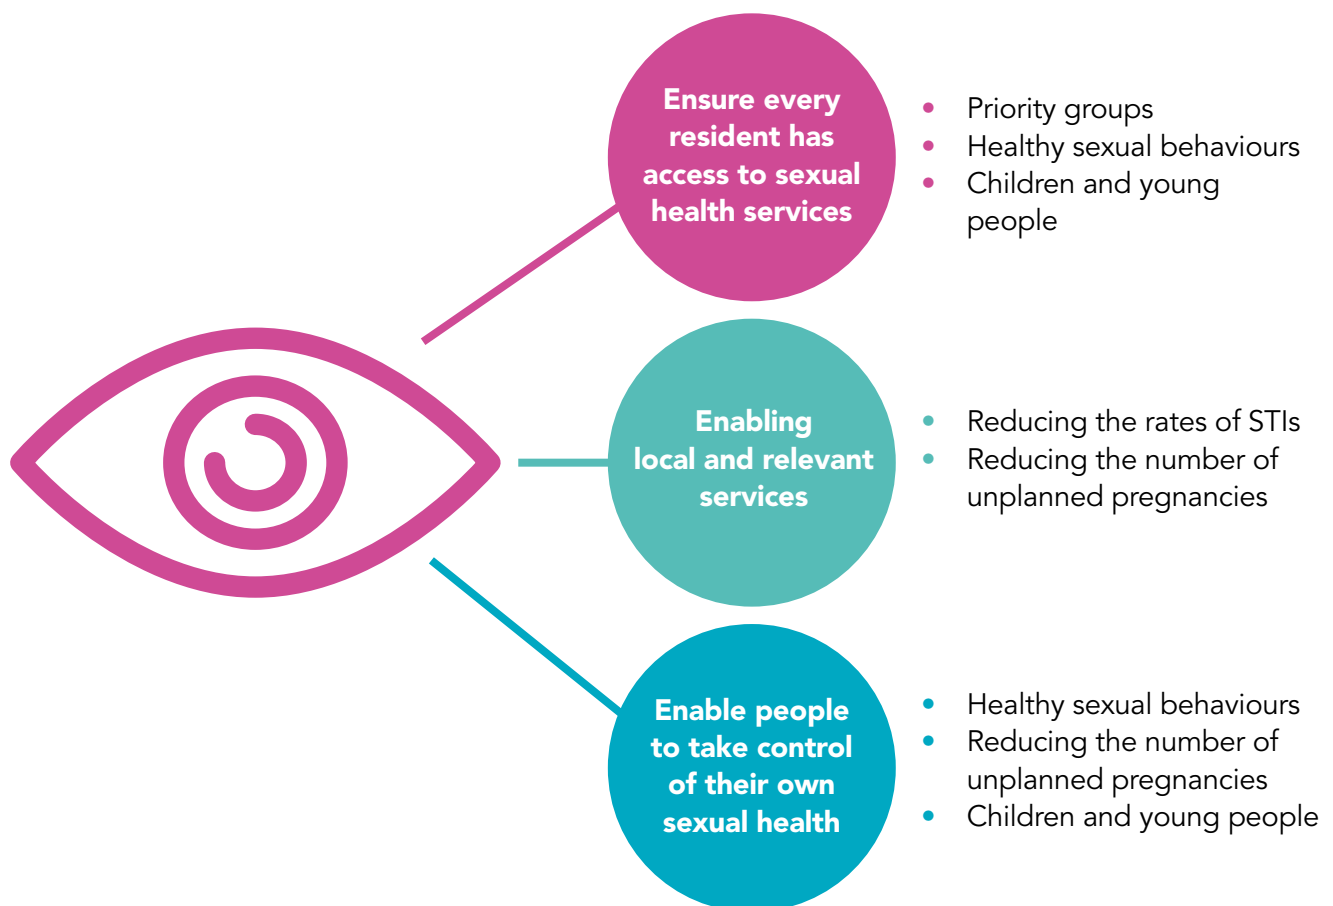 Ensure every
resident has
access to sexual
health services
• Priority groups
• Healthy sexual behaviours
• Children and young
people
Enabling
local and relevant
services
• Reducing the rates of STIs
• Reducing the number of
unplanned pregnancies
Enable people
to take control
of their own
sexual health
• Healthy sexual behaviours
• Reducing the number of
unplanned pregnancies
• Children and young people